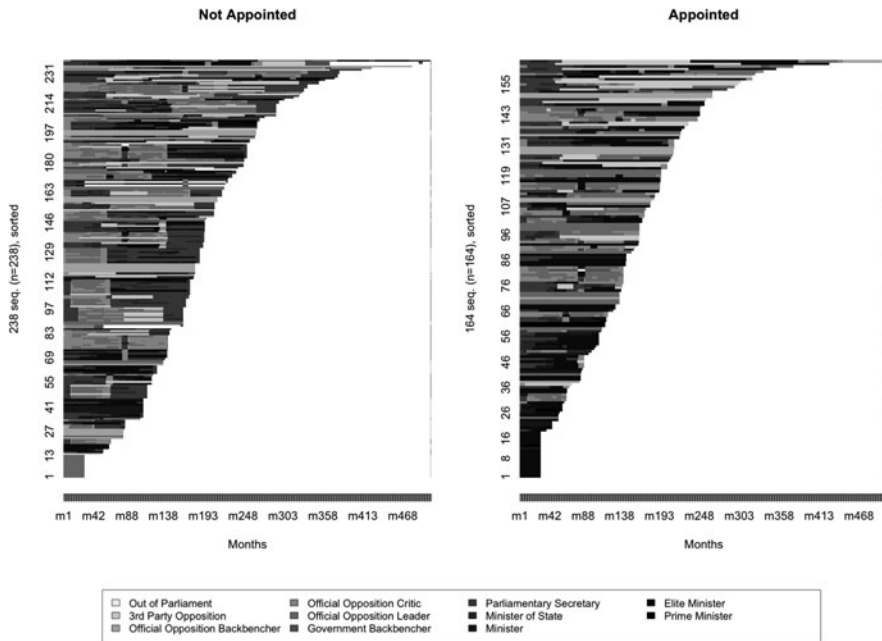 Not Appointed
Appointed
238 seq. (n=238), sorted
1 13 27 41 55 69 83 97 112 129 146 163 180 197 214 231
m1 m42 m88 m138 m193 m248 m303 m358 m413 m468
Months
164 seq. (n=164), sorted
1 8 16 26 36 46 56 66 76 86 96 107 119 131 143 155
m1 m42 m88 m138 m193 m248 m303 m358 m413 m468
Months
Out of Parliament
3rd Party Opposition
Official Opposition Backbencher
Official Opposition Critic
Official Opposition Leader
Government Backbencher
Parliamentary Secretary
Minister of State
Minister
Elite Minister
Prime Minister